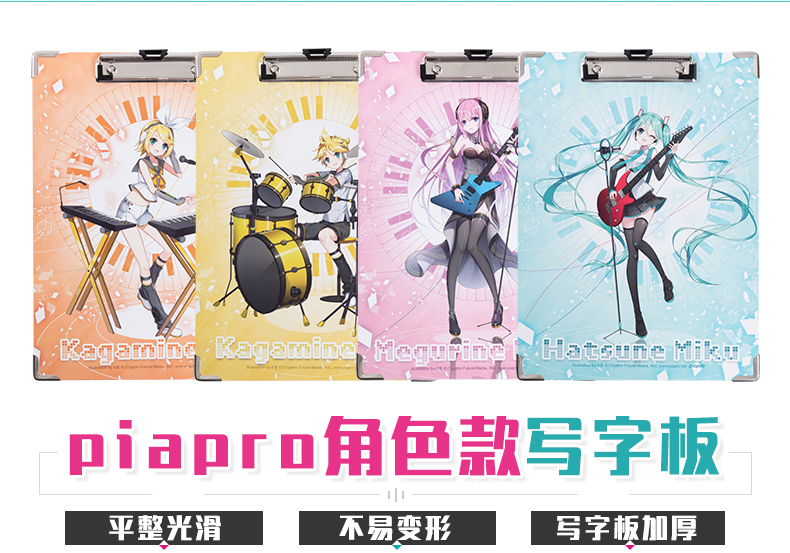 Kagamine
Kagamine
Megurine
Hatsune Miku
piapro角色款写字板
平整光滑
不易变形
写字板加厚